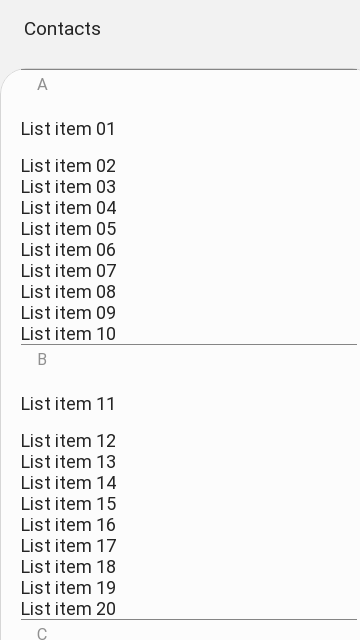 Contacts
A
List item 01
List item 02
List item 03
List item 04
List item 05
List item 06
List item 07
List item 08
List item 09
List item 10
B
List item 11
List item 12
List item 13
List item 14
List item 15
List item 16
List item 17
List item 18
List item 19
List item 20
C